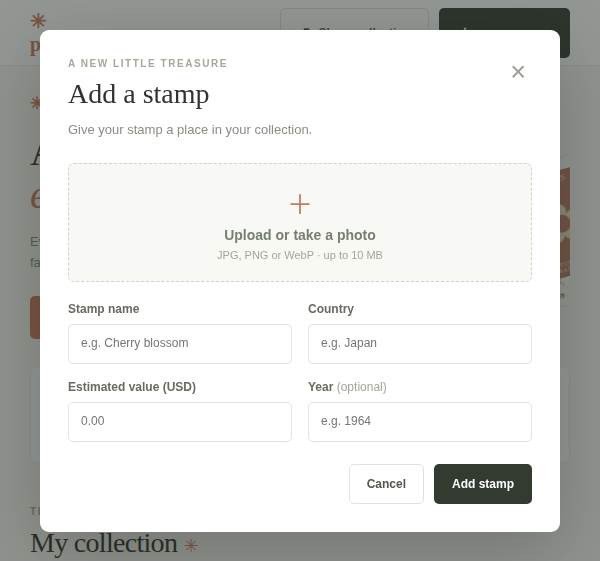 A NEW LITTLE TREASURE
Add a stamp
Give your stamp a place in your collection.
Upload or take a photo
JPG, PNG or WebP · up to 10 MB
Stamp name
Country
e.g. Cherry blossom
e.g. Japan
Estimated value (USD)
Year (optional)
0.00
e.g. 1964
Cancel
Add stamp
My collection